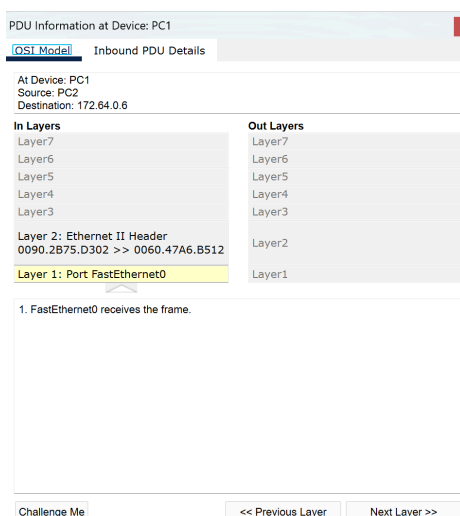 PDU Information at Device: PC1
OSI Model Inbound PDU Details
At Device: PC1
Source: PC2
Destination: 172.64.0.6
In Layers Out Layers
Layer7 Layer7
Layer6 Layer6
Layer5 Layer5
Layer4 Layer4
Layer3 Layer3
Layer 2: Ethernet II Header
0090.2B75.D302 >> 0060.47A6.B512 Layer2
Layer 1: Port FastEthernet0 Layer1
1. FastEthernet0 receives the frame.
Challenge Me << Previous Layer Next Layer >>